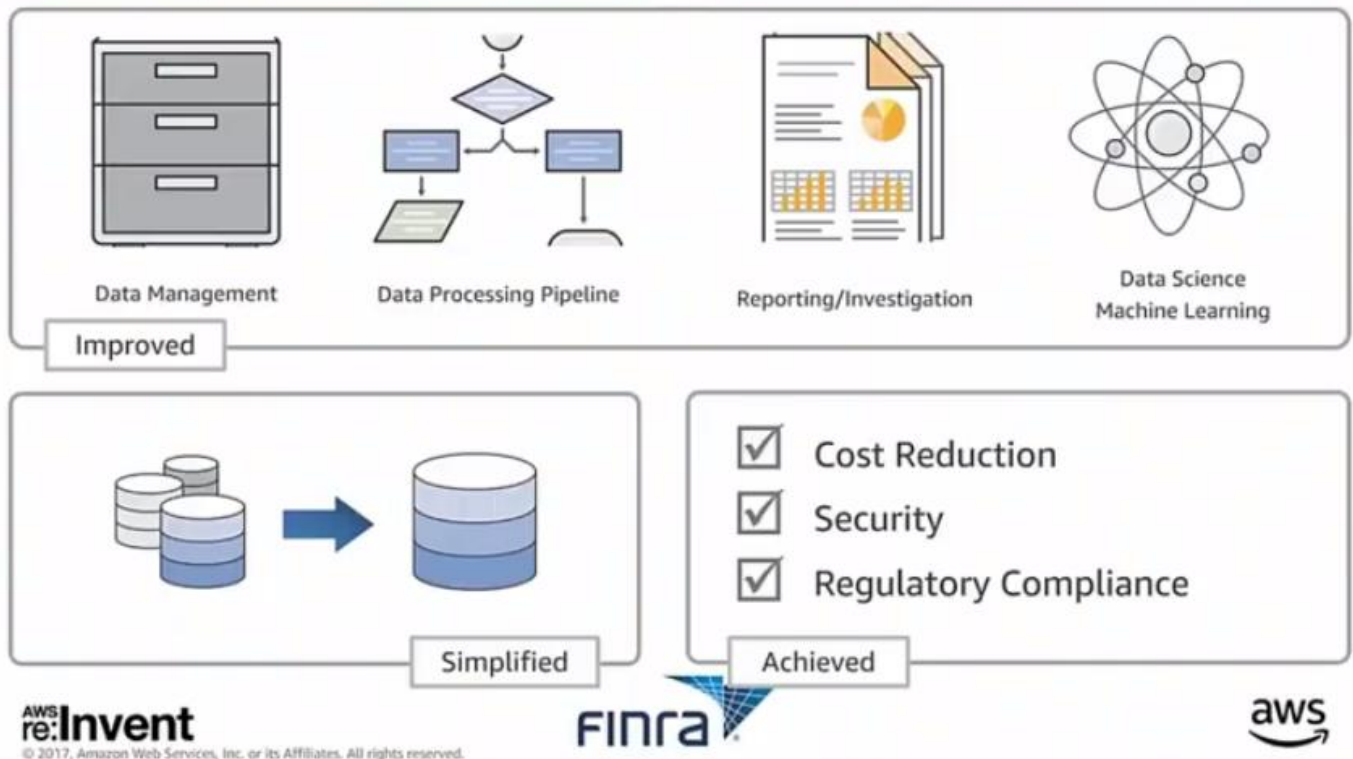 Data Management
Data Processing Pipeline
Reporting/Investigation
Data Science
Machine Learning
Improved
Simplified
Cost Reduction
Security
Regulatory Compliance
Achieved
AWS
re:Invent
© 2017, Amazon Web Services, Inc. or its Affiliates. All rights reserved.
FINra
aws